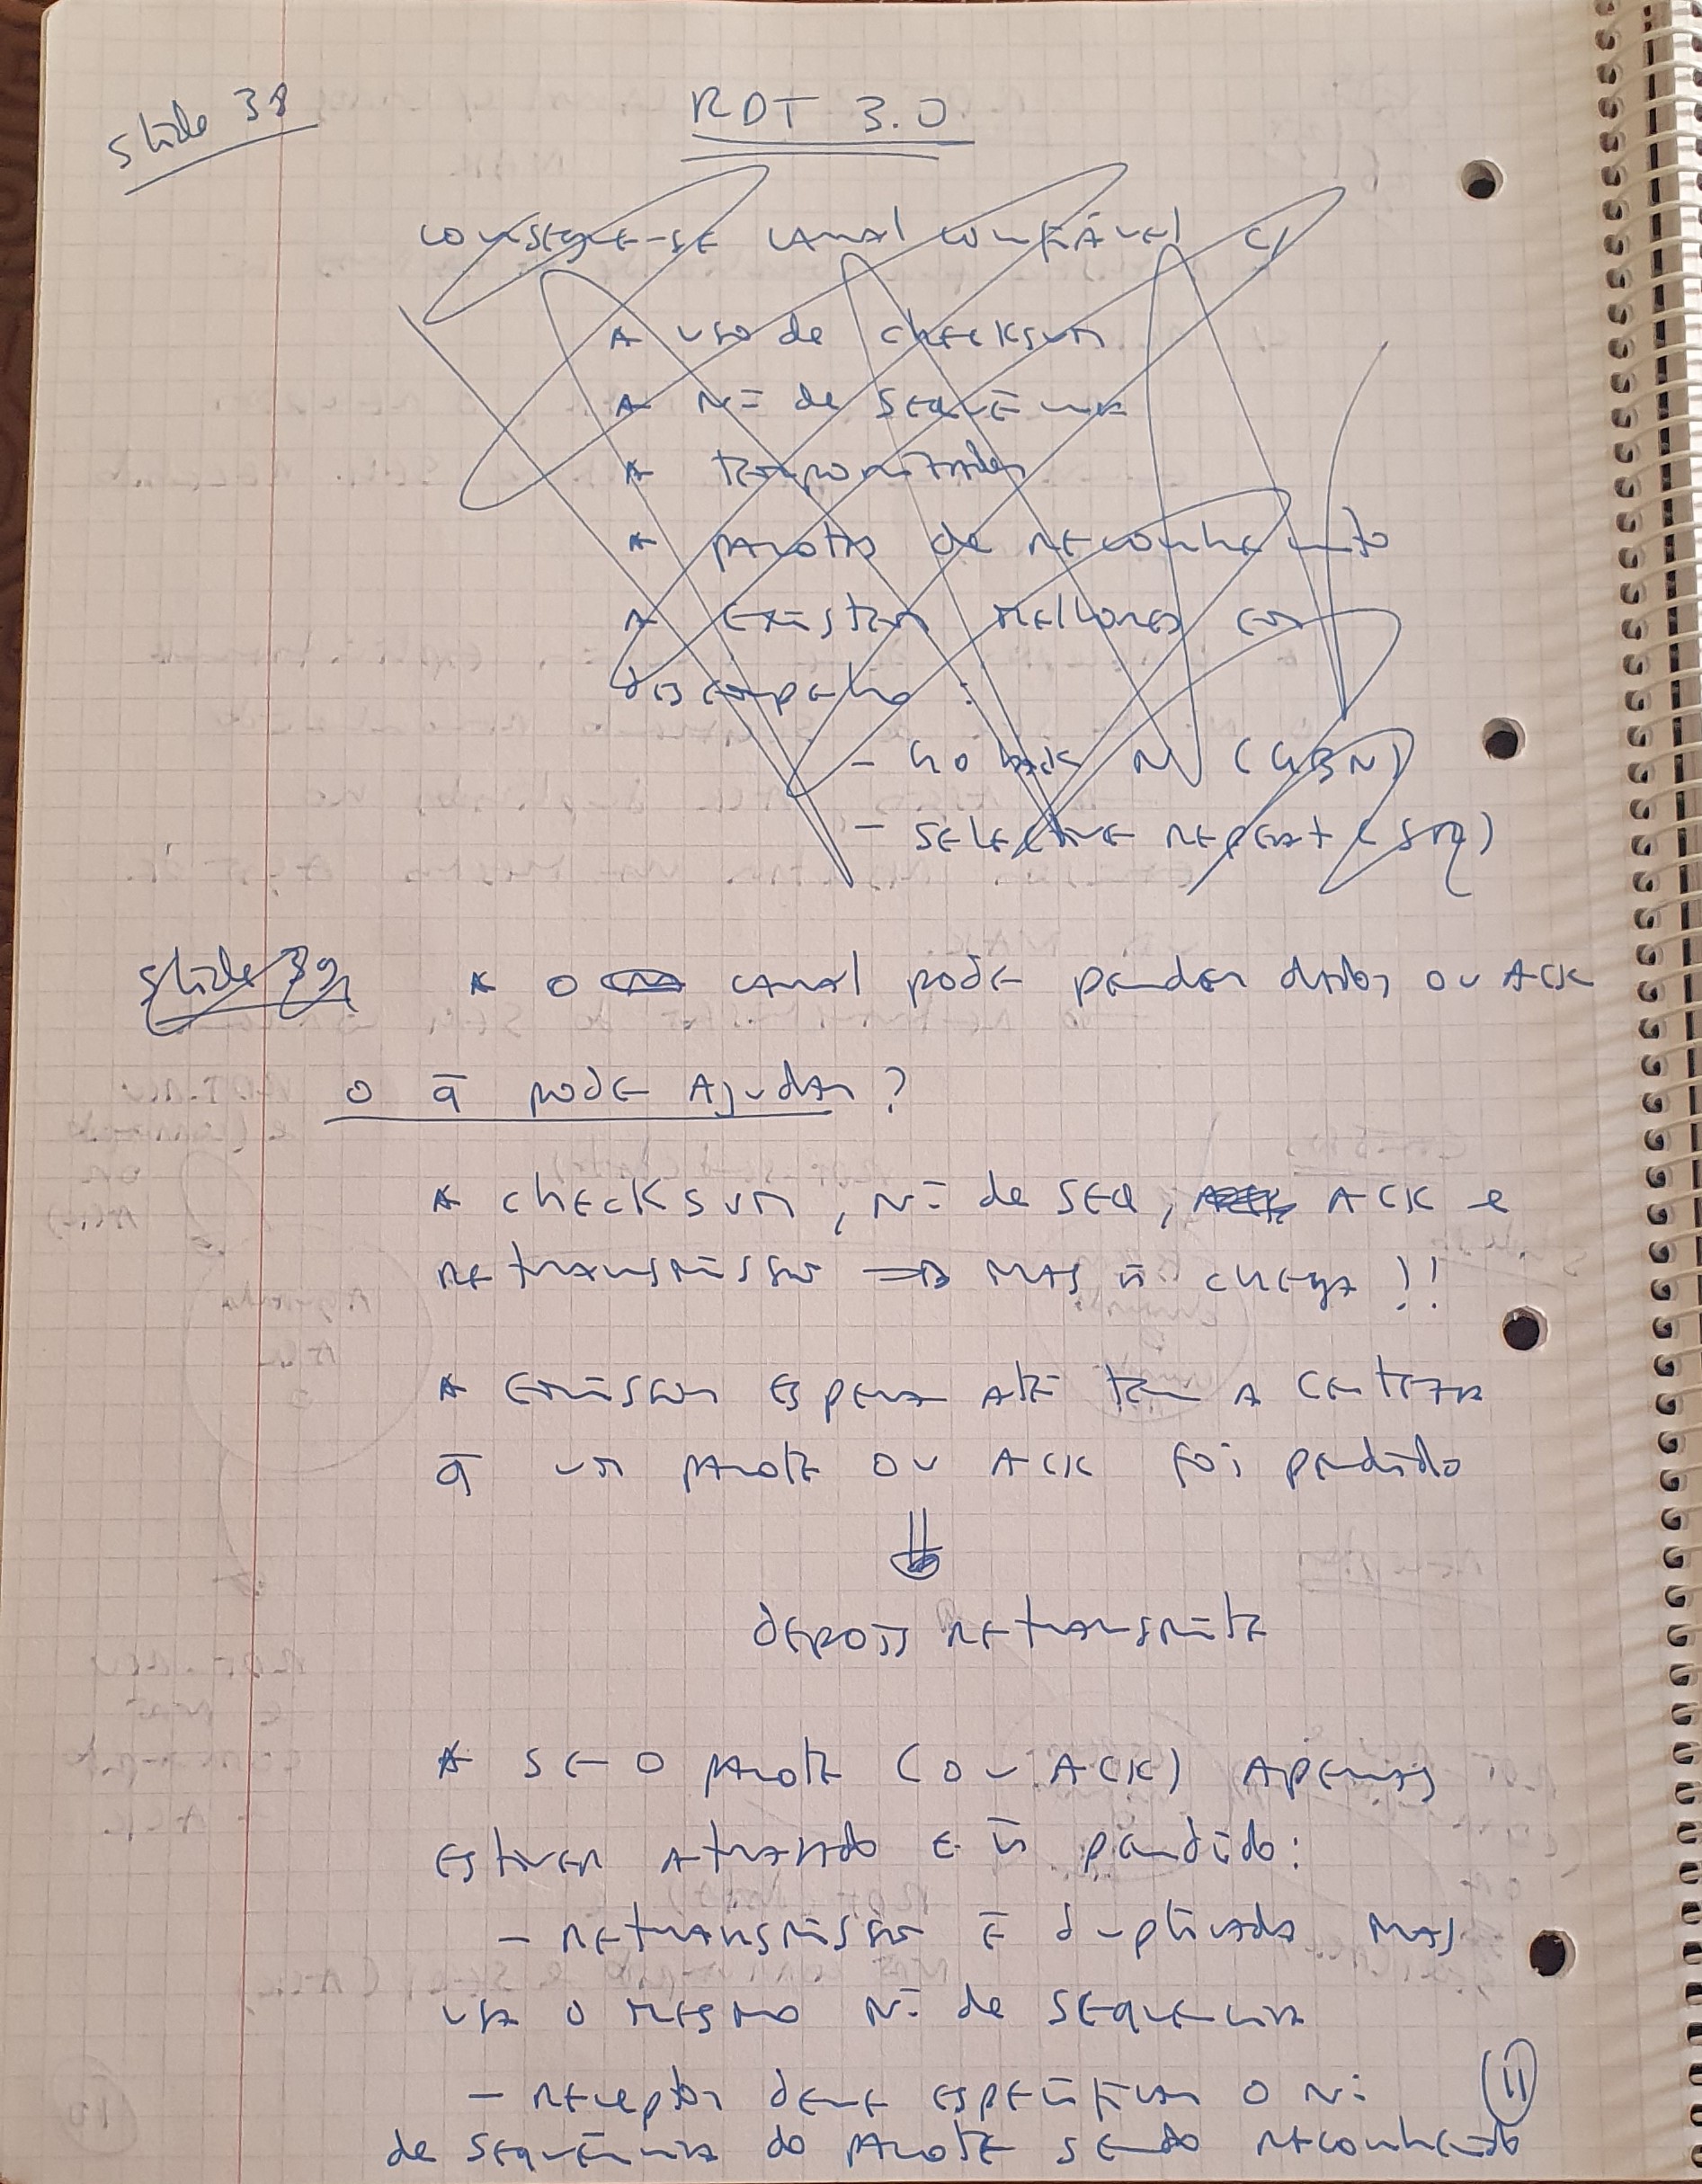 slide 38
RDT 3.0
consegue-se canal confiável c/
* uso de checksum
* Nº de sequência
* temporizador
* pacotes de reconhecimento
* existem melhores em
desempenho :
- Go back N (GBN)
- selective repeat (SR)
slide 39
* o canal pode perder dados ou ACK
o q̄ pode Ajudar ?
* checksum, Nº de SEQ, ACK e
retransmissão => MAS ñ chega !!
* Emissor espera até ter a certeza
q̄ um pacote ou ACK foi perdido
⇓
depois retransmite
* SE O pacote (ou ACK) Apenas
estiver atrasado e ñ perdido:
- retransmissão é duplicada MAS
usa o mesmo Nº de sequencia
- receptor deve especificar o Nº
de sequência do pacote sendo reconhecido
11